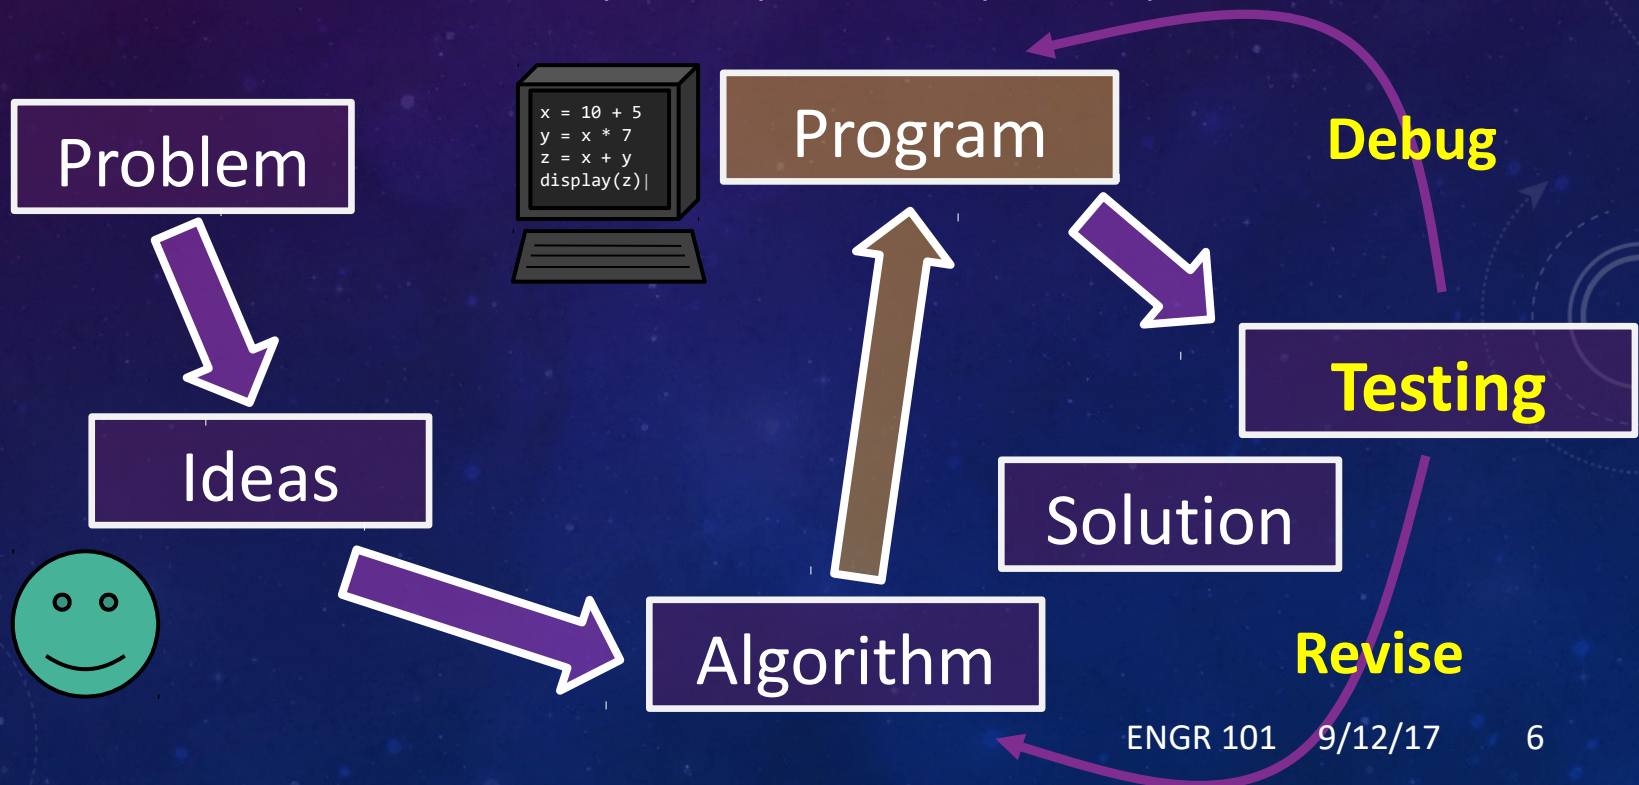 Problem
x = 10 + 5
y = x * 7
z = x + y
display(z)|
Program
Debug
Testing
Ideas
Solution
Algorithm
Revise
ENGR 101 9/12/17 6